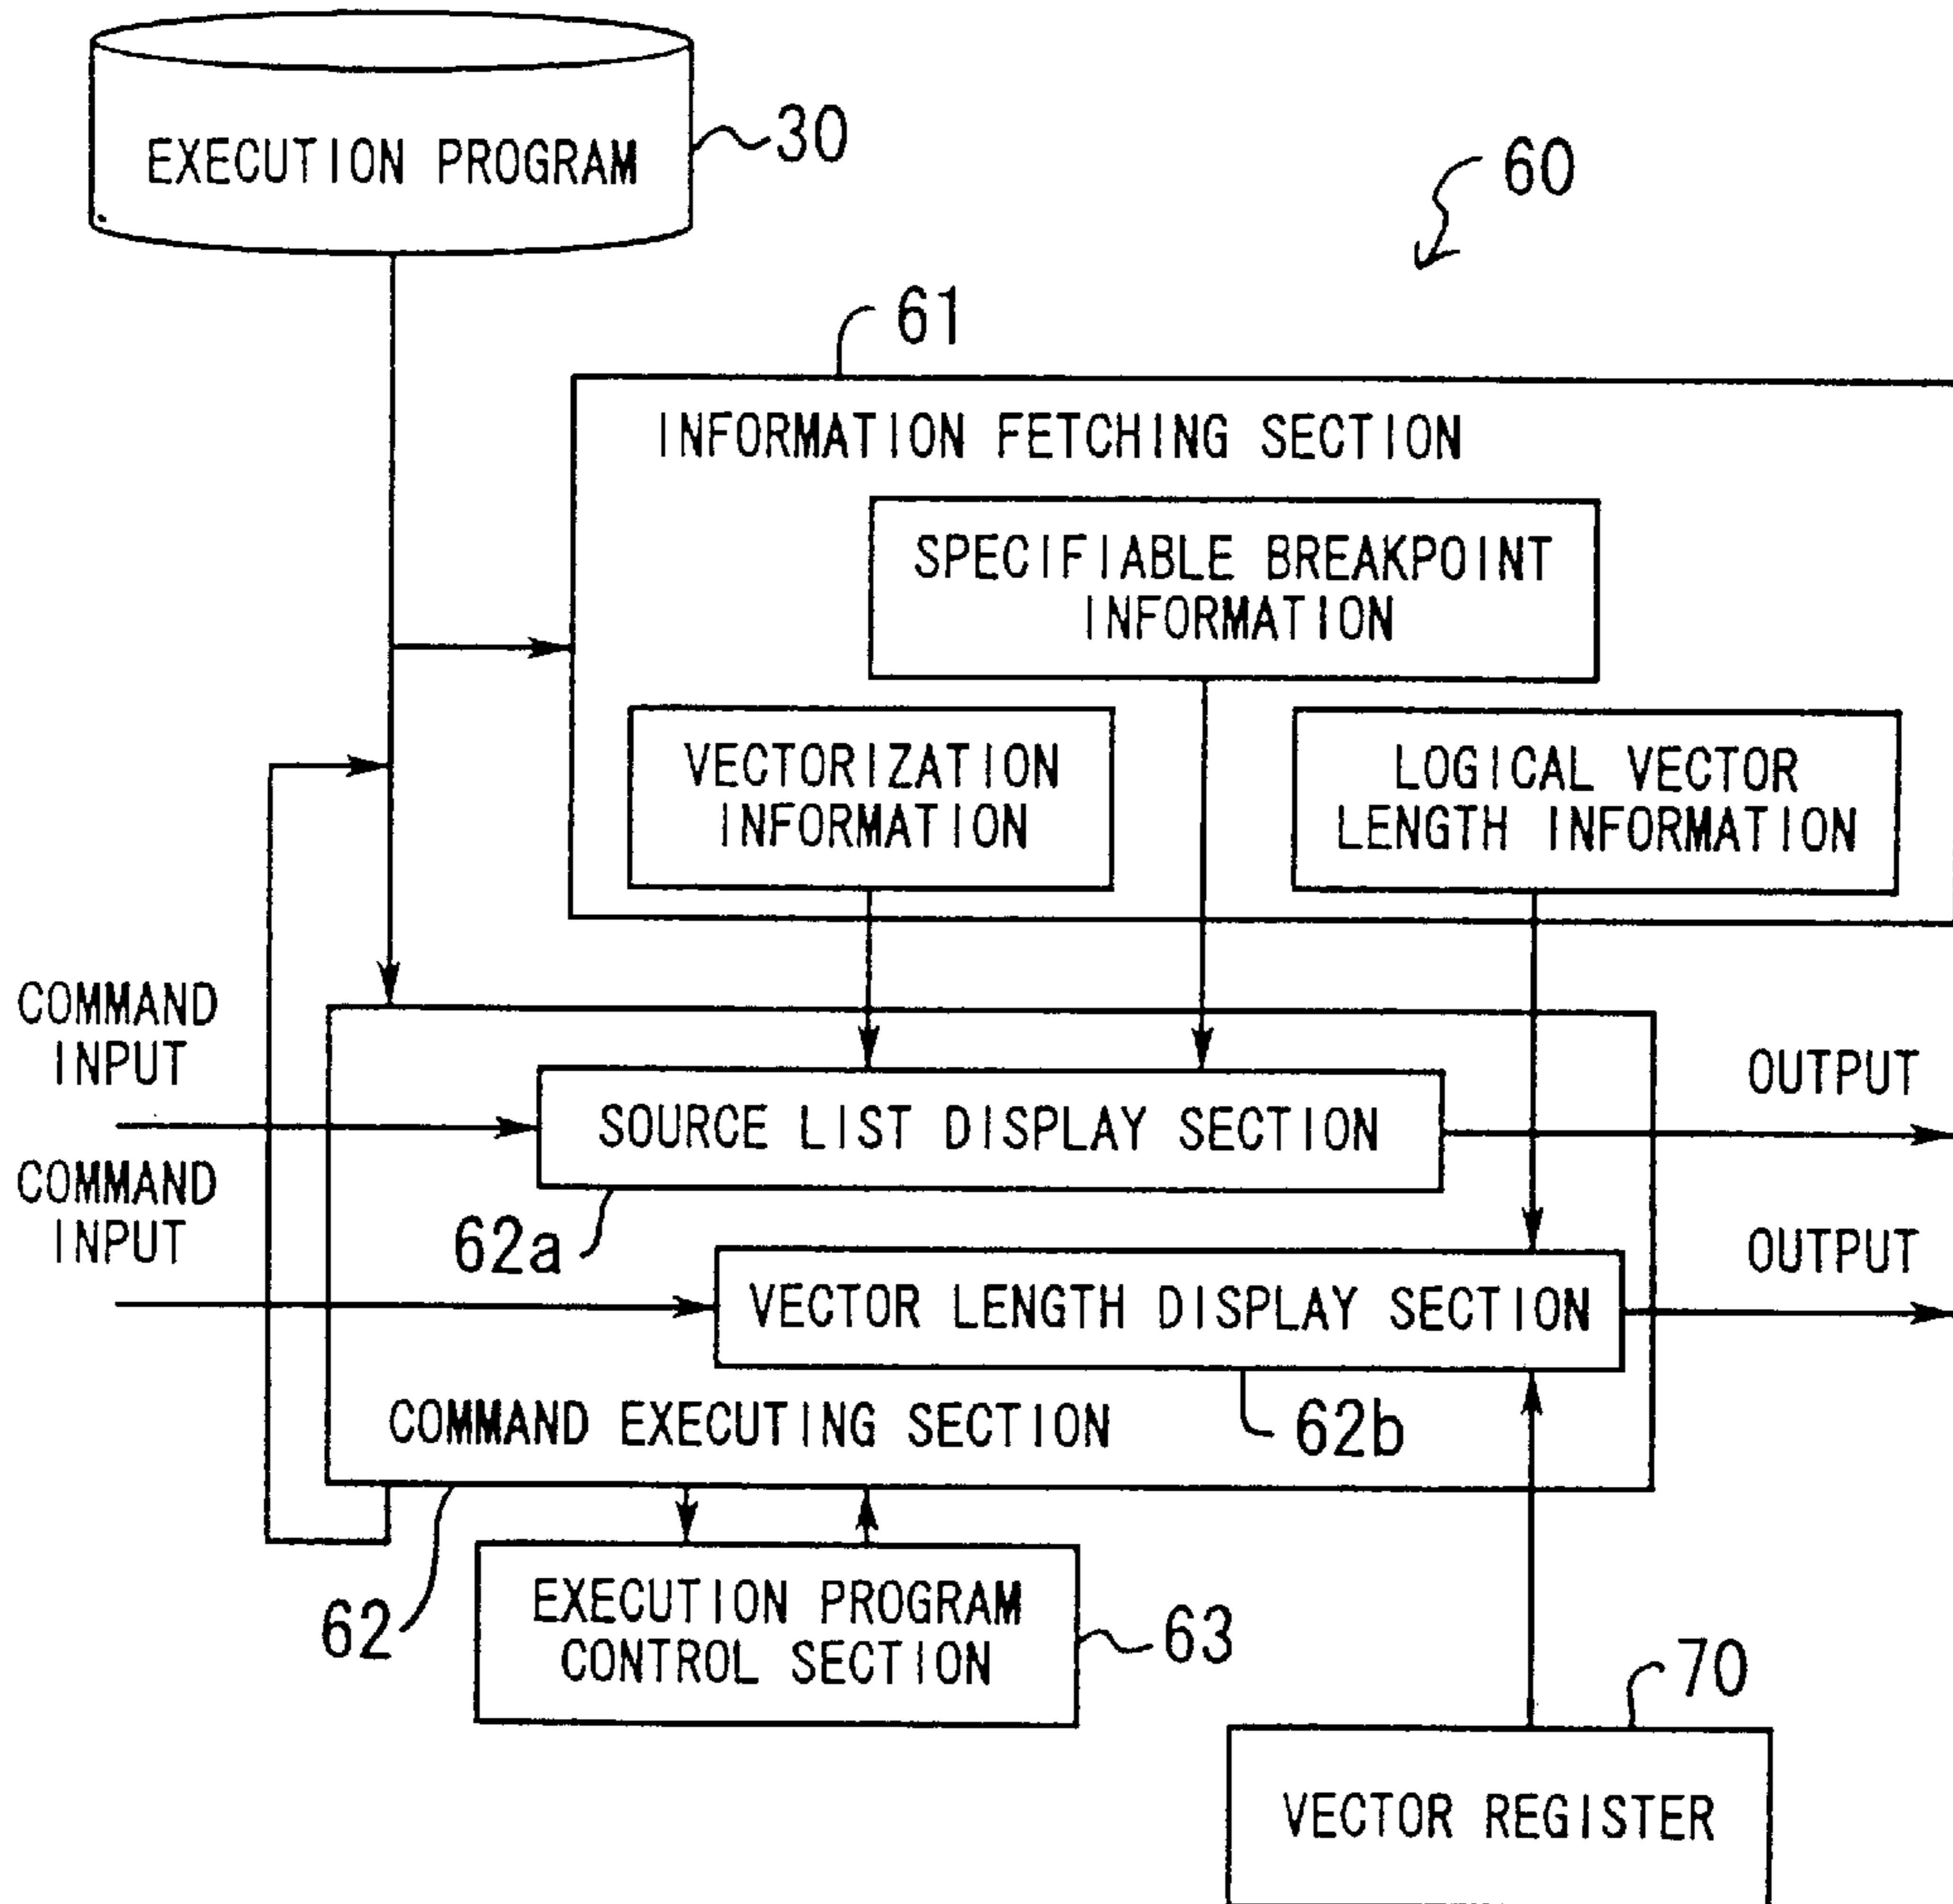 EXECUTION PROGRAM
30
60
61
INFORMATION FETCHING SECTION
SPECIFIABLE BREAKPOINT
INFORMATION
VECTORIZATION
INFORMATION
LOGICAL VECTOR
LENGTH INFORMATION
COMMAND
INPUT
SOURCE LIST DISPLAY SECTION
OUTPUT
62a
COMMAND
INPUT
VECTOR LENGTH DISPLAY SECTION
OUTPUT
62b
COMMAND EXECUTING SECTION
62
EXECUTION PROGRAM
CONTROL SECTION
63
70
VECTOR REGISTER